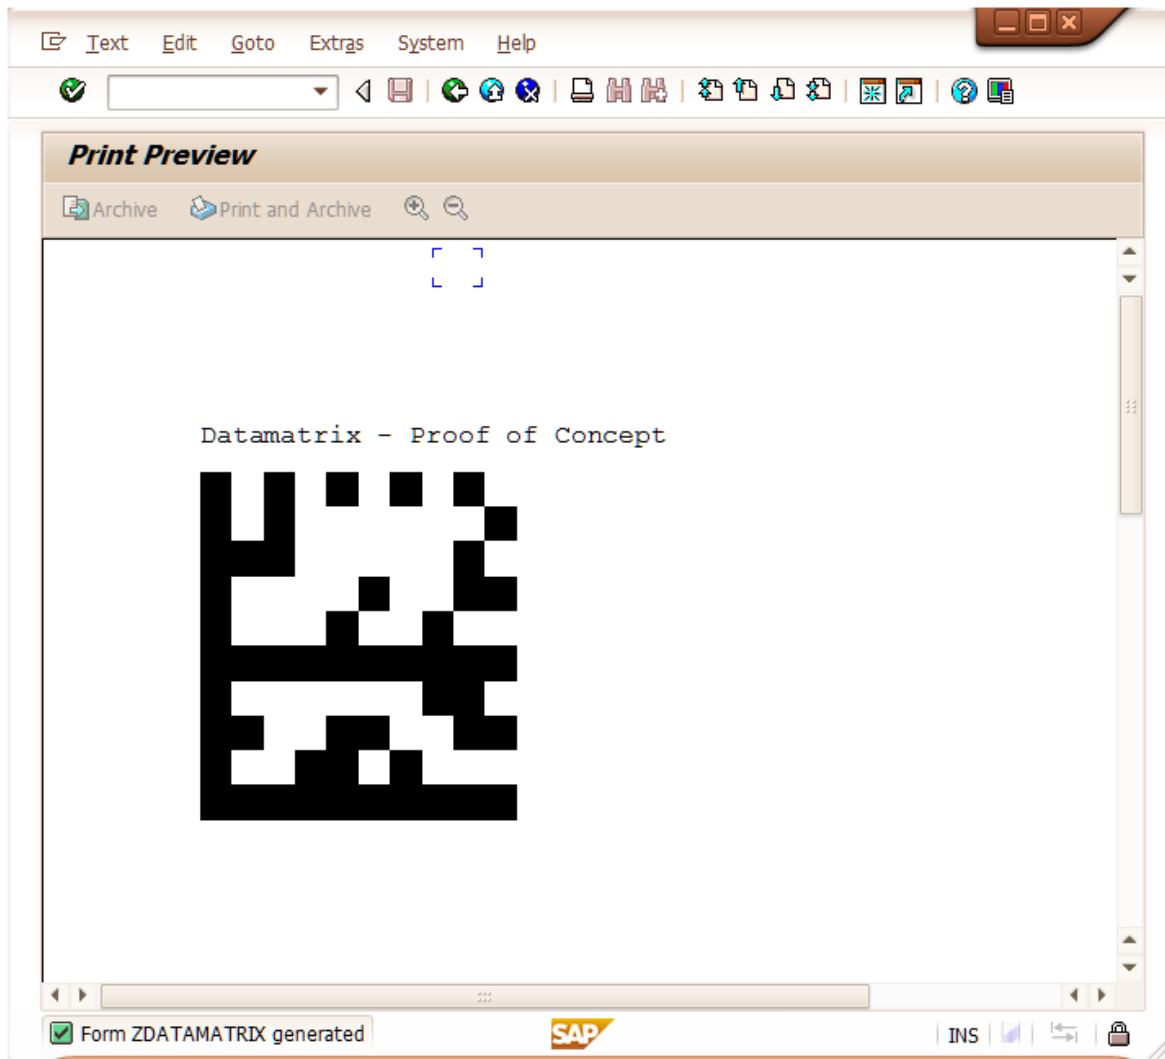 Text Edit Goto Extras System Help
Print Preview
Archive Print and Archive
Datamatrix - Proof of Concept
Form ZDATAMATRIX generated
SAP
INS